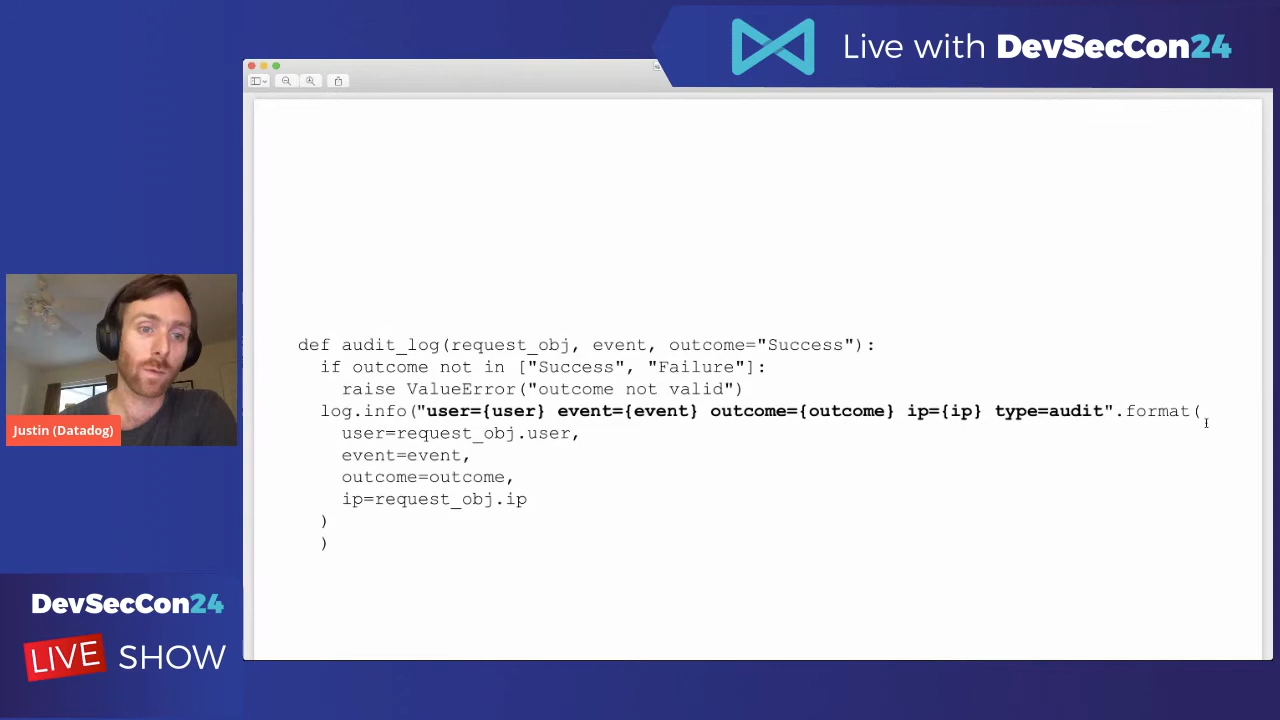 Live with DevSecCon24
def audit_log(request_obj, event, outcome="Success"):
if outcome not in ["Success", "Failure"]:
raise ValueError("outcome not valid")
log.info("user={user} event={event} outcome={outcome} ip={ip} type=audit".format(
user=request_obj.user,
event=event,
outcome=outcome,
ip=request_obj.ip
)
)
Justin (Datadog)
DevSecCon24
LIVE SHOW